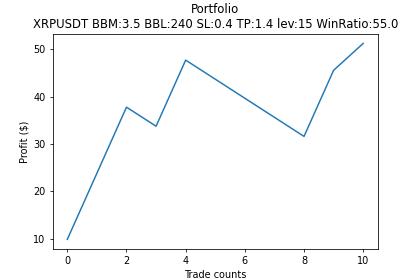 Portfolio
XRPUSDT BBM:3.5 BBL:240 SL:0.4 TP:1.4 lev:15 WinRatio:55.0
50
40
30
20
10
Profit ($)
0 2 4 6 8 10
Trade counts